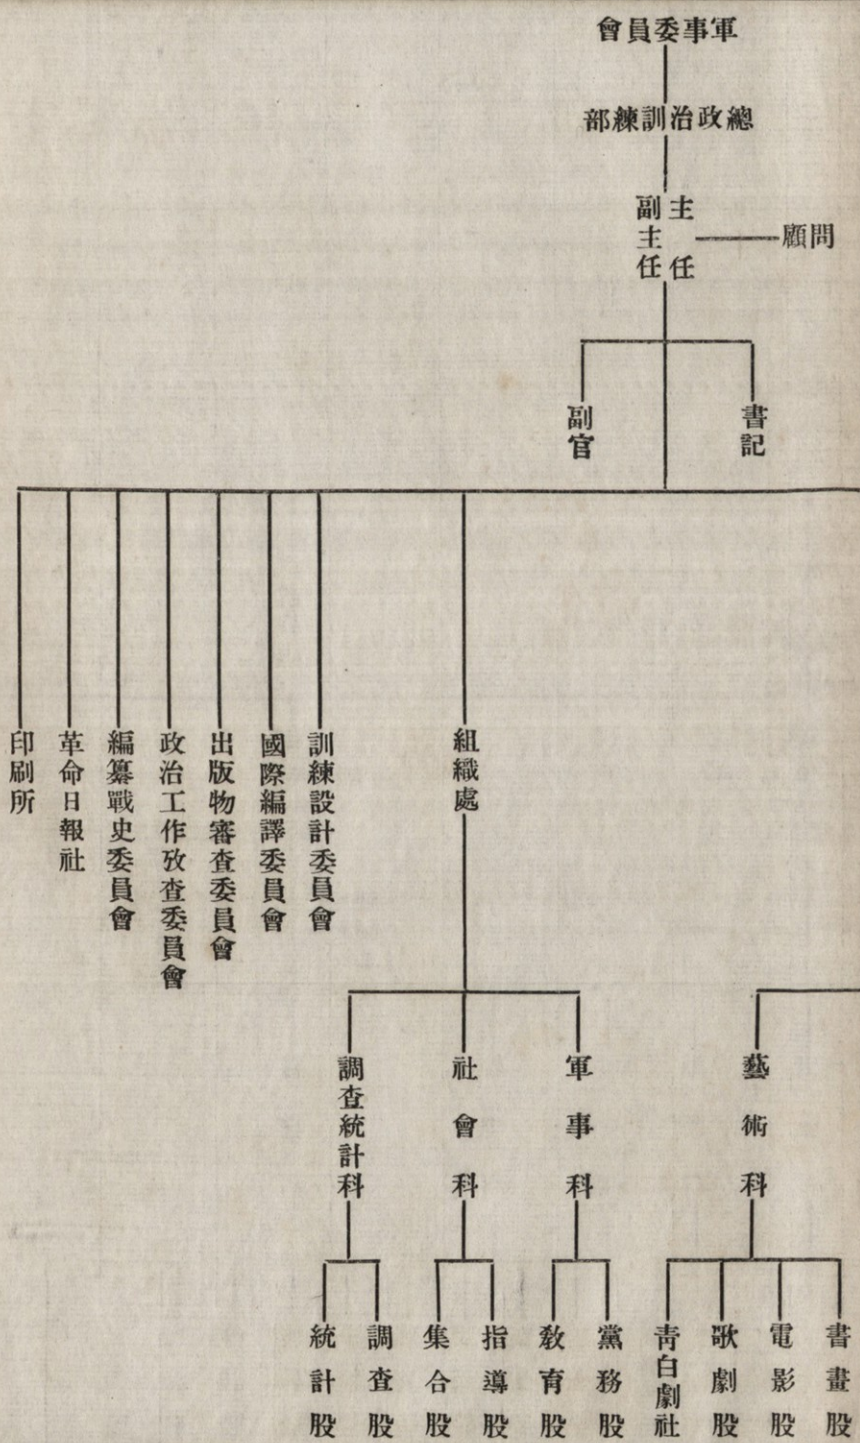 軍事委員會
總政治訓練部
主任
副主任
顧問
書記
副官
組織處
訓練設計委員會
國際編譯委員會
出版物審查委員會
政治工作攷查委員會
編纂戰史委員會
革命日報社
印刷所
藝術科
軍事科
社會科
調查統計科
書畫股
電影股
歌劇股
靑白劇社
黨務股
敎育股
指導股
集合股
調查股
統計股